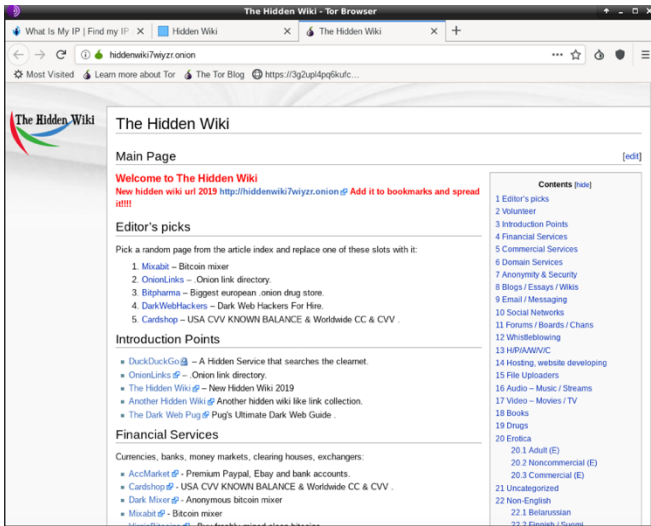 The Hidden Wiki - Tor Browser
What Is My IP | Find my IP
Hidden Wiki
The Hidden Wiki
hiddenwiki7wiyzr.onion
Most Visited
Learn more about Tor
The Tor Blog
https://3g2upl4pq6kufc...
The Hidden Wiki
The Hidden Wiki
Main Page
[edit]
Welcome to The Hidden Wiki
New hidden wiki url 2019 http://hiddenwiki7wiyzr.onion Add it to bookmarks and spread
it!!!!
Editor's picks
Pick a random page from the article index and replace one of these slots with it:
1. Mixabit – Bitcoin mixer
2. OnionLinks – .Onion link directory.
3. Bitpharma – Biggest european .onion drug store.
4. DarkWebHackers – Dark Web Hackers For Hire.
5. Cardshop – USA CVV KNOWN BALANCE & Worldwide CC & CVV .
Introduction Points
DuckDuckGo – A Hidden Service that searches the clearnet.
OnionLinks – .Onion link directory.
The Hidden Wiki – New Hidden Wiki 2019
Another Hidden Wiki Another hidden wiki like link collection.
The Dark Web Pug Pug's Ultimate Dark Web Guide .
Financial Services
Currencies, banks, money markets, clearing houses, exchangers:
AccMarket - Premium Paypal, Ebay and bank accounts.
Cardshop - USA CVV KNOWN BALANCE & Worldwide CC & CVV .
Dark Mixer - Anonymous bitcoin mixer
Mixabit - Bitcoin mixer
Contents [hide]
1 Editor's picks
2 Volunteer
3 Introduction Points
4 Financial Services
5 Commercial Services
6 Domain Services
7 Anonymity & Security
8 Blogs / Essays / Wikis
9 Email / Messaging
10 Social Networks
11 Forums / Boards / Chans
12 Whistleblowing
13 H/P/A/W/V/C
14 Hosting, website developing
15 File Uploaders
16 Audio – Music / Streams
17 Video – Movies / TV
18 Books
19 Drugs
20 Erotica
20.1 Adult (E)
20.2 Noncommercial (E)
20.3 Commercial (E)
21 Uncategorized
22 Non-English
22.1 Belarussian
22.2 Finnish / Suomi